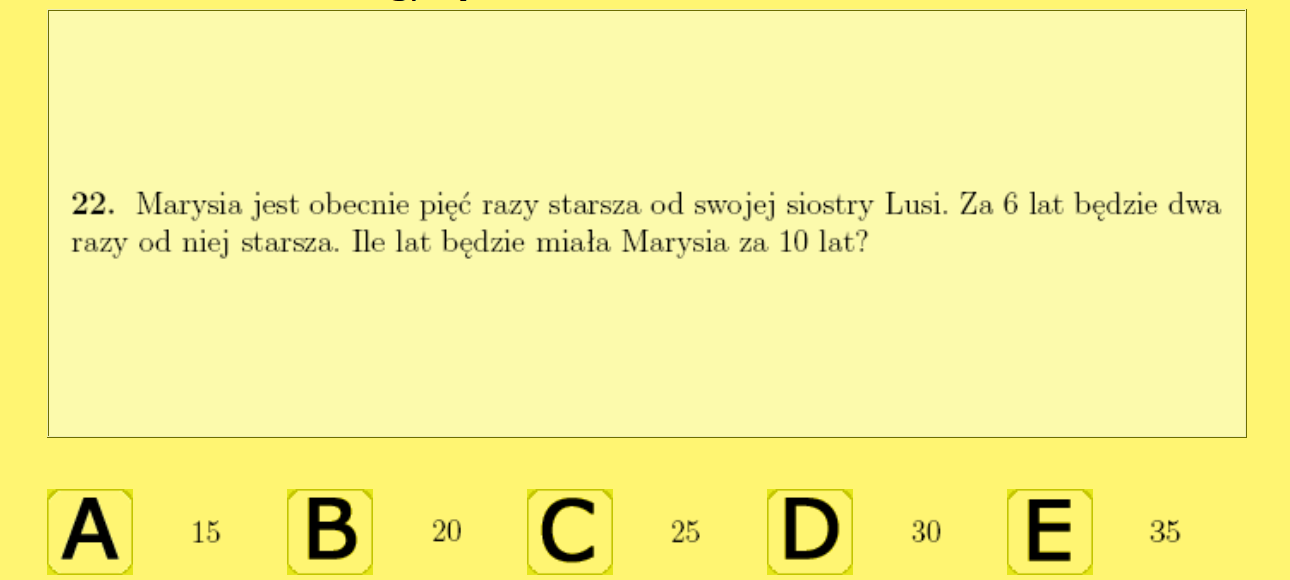 22. Marysia jest obecnie pięć razy starsza od swojej siostry Lusi. Za 6 lat będzie dwa
razy od niej starsza. Ile lat będzie miała Marysia za 10 lat?
A 15 B 20 C 25 D 30 E 35